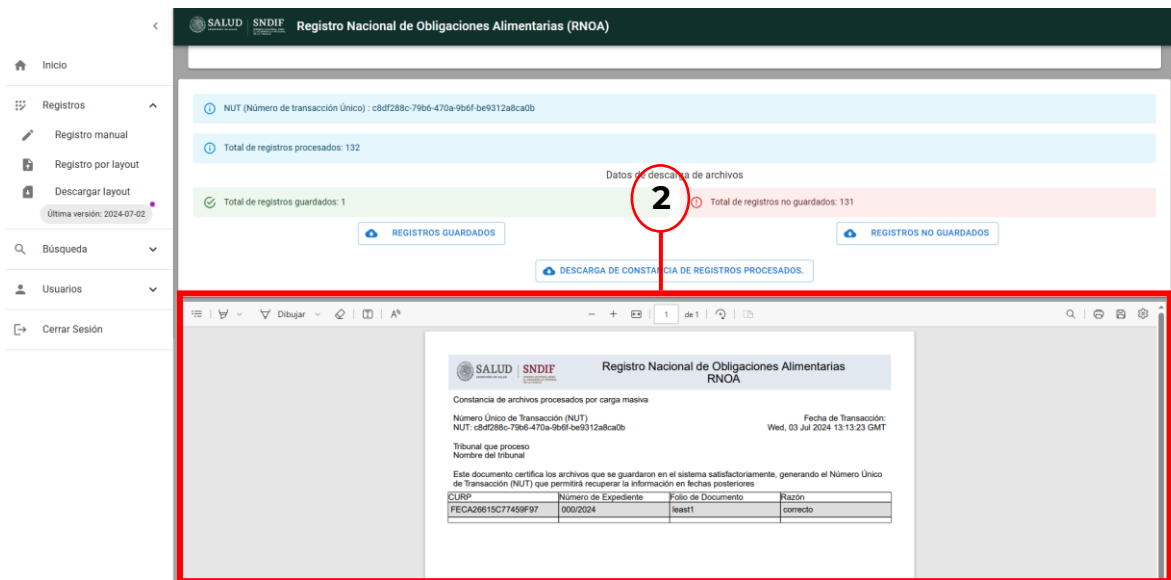 SALUD SNDIF Registro Nacional de Obligaciones Alimentarias (RNOA)
Inicio
Registros
Registro manual
Registro por layout
Descargar layout
Última versión: 2024-07-02
Búsqueda
Usuarios
Cerrar Sesión
NUT (Número de transacción Único) : c8df288c-79b6-470a-9b6f-be9312a8ca0b
Total de registros procesados: 132
Datos de descarga de archivos
2
Total de registros guardados: 1
Total de registros no guardados: 131
REGISTROS GUARDADOS
REGISTROS NO GUARDADOS
DESCARGA DE CONSTANCIA DE REGISTROS PROCESADOS.
Dibujar
1 de 1
SALUD SNDIF
Registro Nacional de Obligaciones Alimentarias
RNOA
Constancia de archivos procesados por carga masiva
Número Único de Transacción (NUT)
NUT: c8df288c-79b6-470a-9b6f-be9312a8ca0b
Fecha de Transacción:
Wed, 03 Jul 2024 13:13:23 GMT
Tribunal que proceso
Nombre del tribunal
Este documento certifica los archivos que se guardaron en el sistema satisfactoriamente, generando el Número Único
de Transacción (NUT) que permitirá recuperar la información en fechas posteriores
CURP Número de Expediente Folio de Documento Razón
FECA26615C77459F97 000/2024 least1 correcto